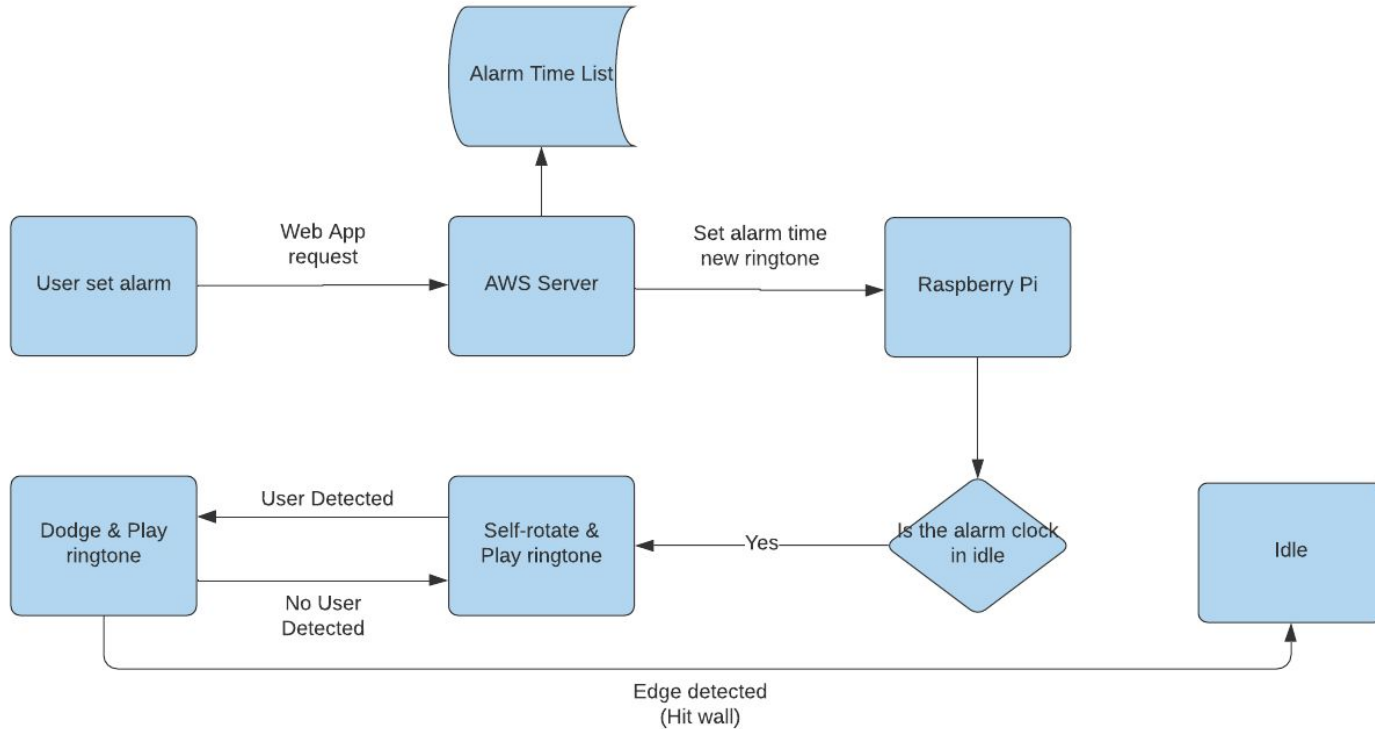 Alarm Time List
User set alarm
Web App
request
AWS Server
Set alarm time
new ringtone
Raspberry Pi
Dodge & Play
ringtone
User Detected
No User
Detected
Self-rotate &
Play ringtone
Yes
Is the alarm clock
in idle
Idle
Edge detected
(Hit wall)